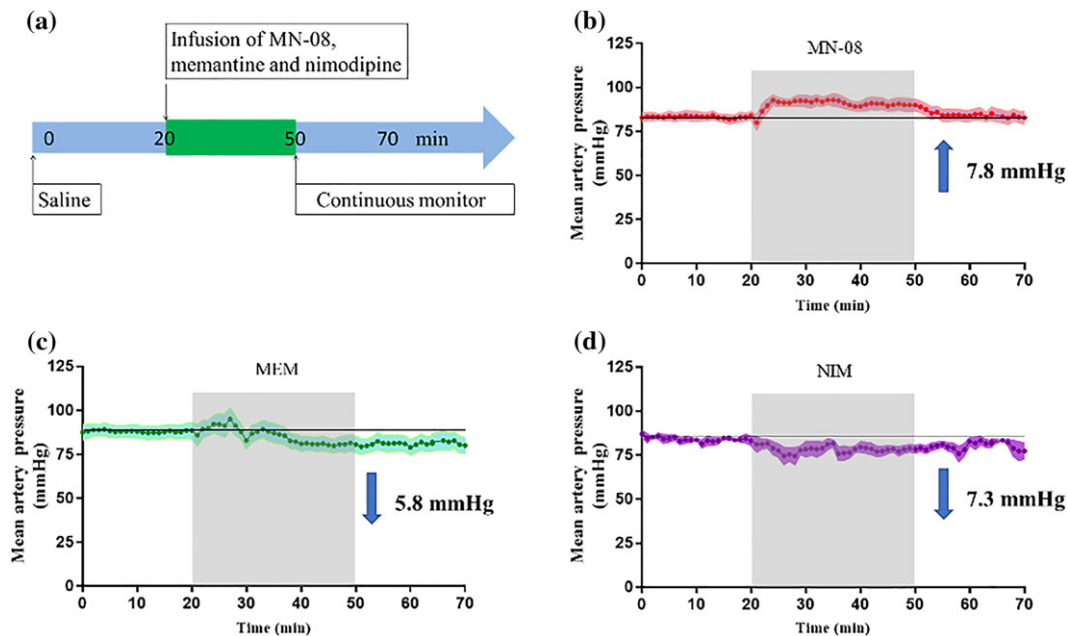 (a)
Infusion of MN-08,
memantine and nimodipine
0 20 50 70 min
Saline
Continuous monitor
(b)
MN-08
Mean artery pressure
(mmHg)
125
100
75
50
25
0
0 10 20 30 40 50 60 70
Time (min)
7.8 mmHg
(c)
MEM
Mean artery pressure
(mmHg)
125
100
75
50
25
0
0 10 20 30 40 50 60 70
Time (min)
5.8 mmHg
(d)
NIM
Mean artery pressure
(mmHg)
125
100
75
50
25
0
0 10 20 30 40 50 60 70
Time (min)
7.3 mmHg